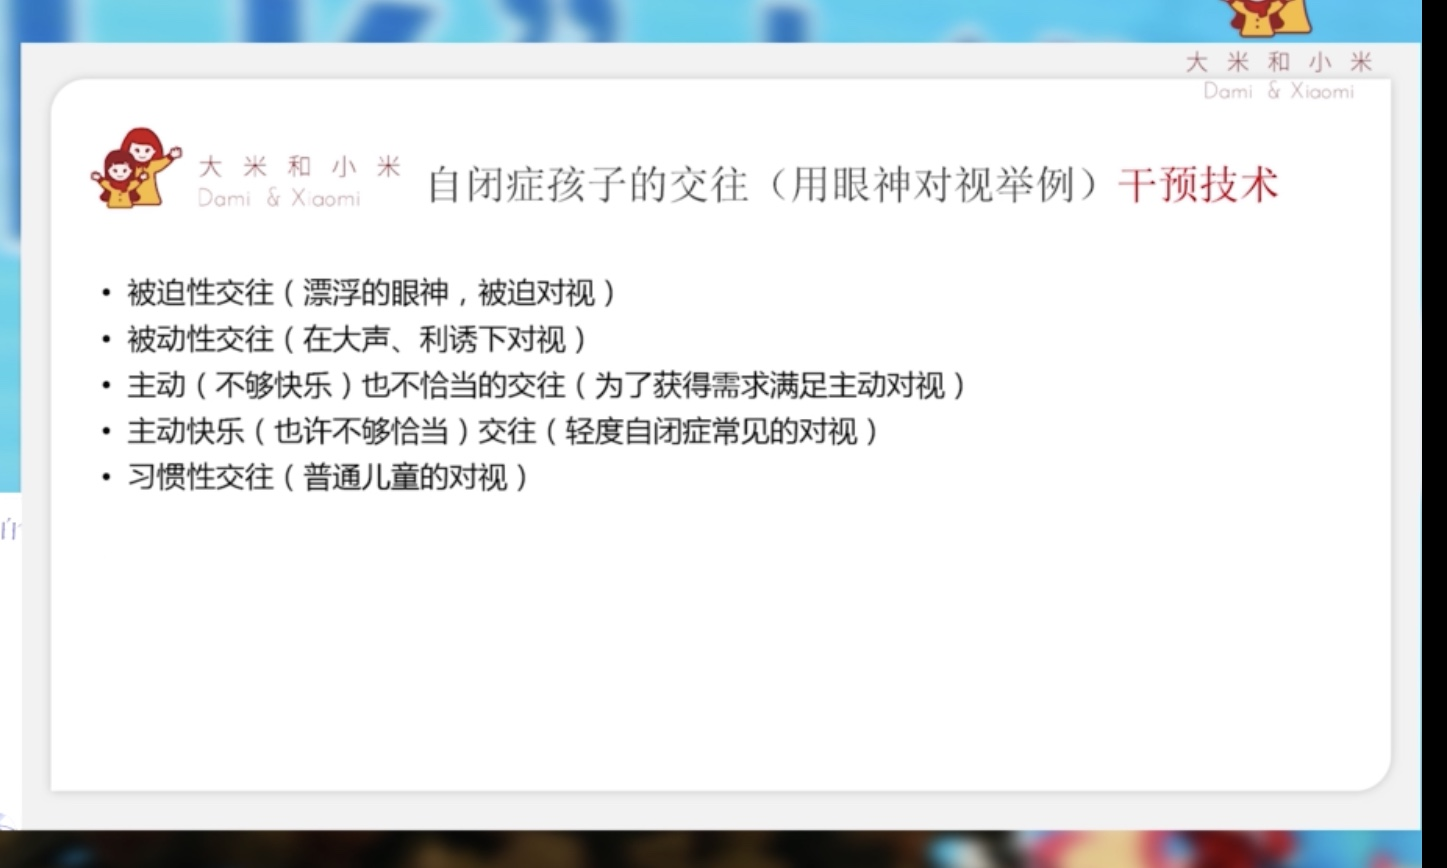 大米和小米
Dami & Xiaomi
大米和小米
Dami & Xiaomi
自闭症孩子的交往（用眼神对视举例）干预技术
• 被迫性交往（漂浮的眼神，被迫对视）
• 被动性交往（在大声、利诱下对视）
• 主动（不够快乐）也不恰当的交往（为了获得需求满足主动对视）
• 主动快乐（也许不够恰当）交往（轻度自闭症常见的对视）
• 习惯性交往（普通儿童的对视）